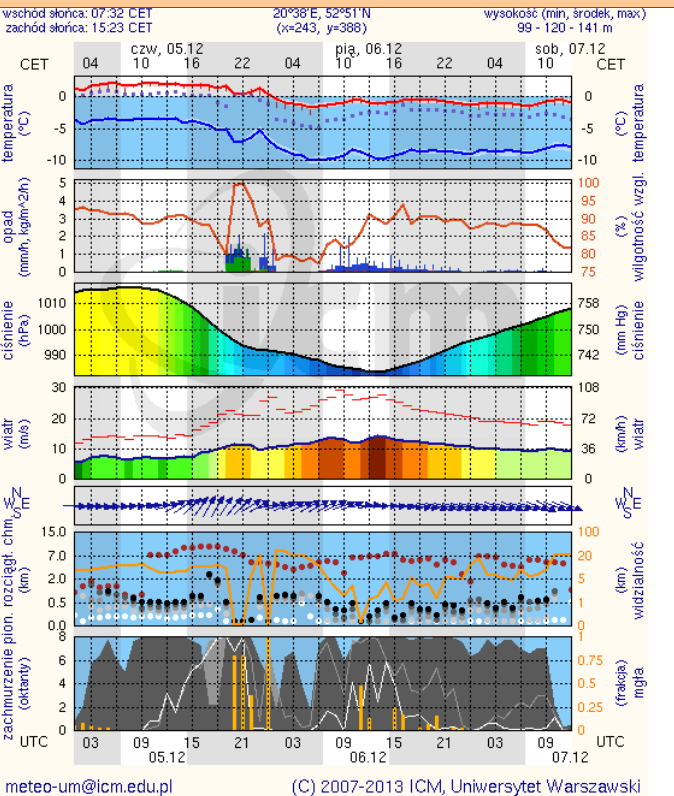 wschód słońca: 07:32 CET 20°38'E, 52°51'N wysokość (min, środek, max)
zachód słońca: 15:23 CET (x=243, y=388) 99 - 120 - 141 m
czw, 05.12 pią, 06.12 sob, 07.12
CET 04 10 16 22 04 10 16 22 04 10 CET
temperatura
(°C)
0
-5
-10
0
-5
-10
(°C)
temperatura
opad
(mm/h, kg/m^2/h)
5
4
3
2
1
0
100
95
90
85
80
75
(%)
wilgotność wzgl.
ciśnienie
(hPa)
1010
1000
990
758
750
742
(mm Hg)
ciśnienie
wiatr
(m/s)
30
20
10
0
108
72
36
0
(km/h)
wiatr
N
W E
S
N
W E
S
pion. rozciągł. chm.
(km)
15.0
7.0
2.0
0.5
0.0
100
20
5
1
0
(km)
widzialność
zachmurzenie
(oktanty)
8
6
4
2
0
1
0.75
0.5
0.25
0
(frakcja)
mgła
icm
UTC 03 09 15 21 03 09 15 21 03 09 UTC
05.12 06.12 07.12
meteo-um@icm.edu.pl (C) 2007-2013 ICM, Uniwersytet Warszawski